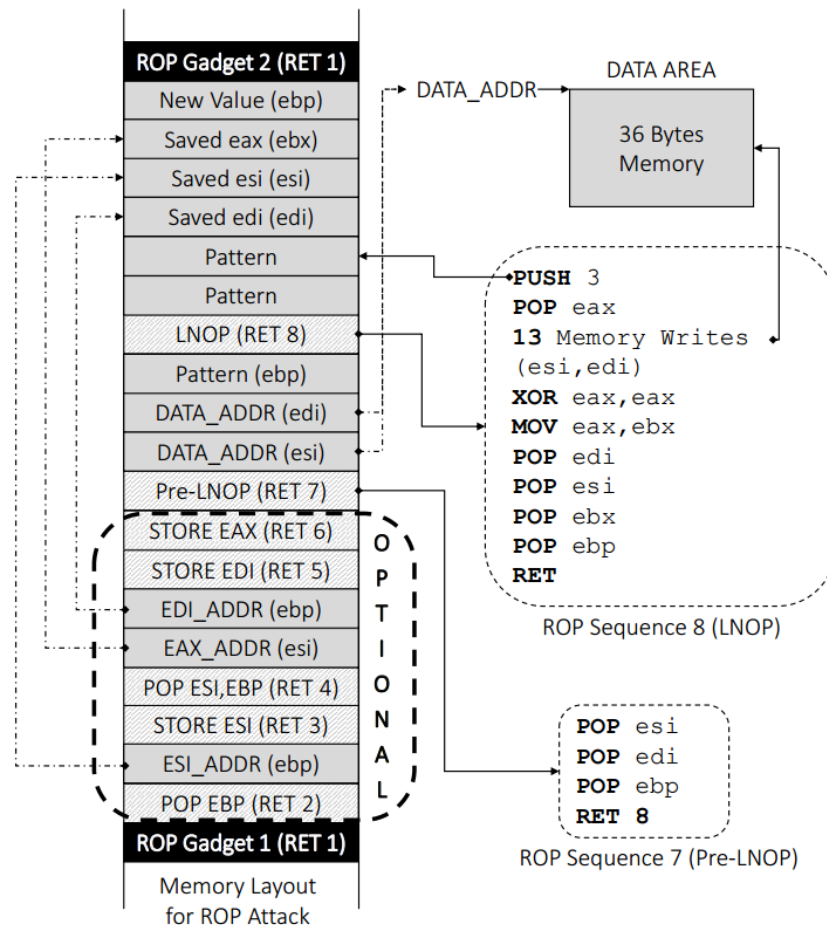 ROP Gadget 2 (RET 1)
New Value (ebp)
Saved eax (ebx)
Saved esi (esi)
Saved edi (edi)
Pattern
Pattern
LNOP (RET 8)
Pattern (ebp)
DATA_ADDR (edi)
DATA_ADDR (esi)
Pre-LNOP (RET 7)
STORE EAX (RET 6)
STORE EDI (RET 5)
EDI_ADDR (ebp)
EAX_ADDR (esi)
POP ESI,EBP (RET 4)
STORE ESI (RET 3)
ESI_ADDR (ebp)
POP EBP (RET 2)
ROP Gadget 1 (RET 1)
Memory Layout
for ROP Attack
OPTIONAL
DATA_ADDR
DATA AREA
36 Bytes
Memory
PUSH 3
POP eax
13 Memory Writes
(esi,edi)
XOR eax,eax
MOV eax,ebx
POP edi
POP esi
POP ebx
POP ebp
RET
ROP Sequence 8 (LNOP)
POP esi
POP edi
POP ebp
RET 8
ROP Sequence 7 (Pre-LNOP)